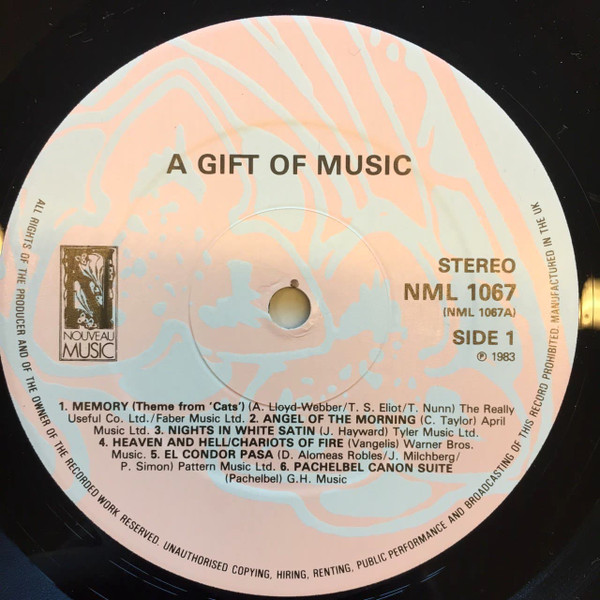 A GIFT OF MUSIC
NOUVEAU
MUSIC
STEREO
NML 1067
(NML 1067A)
SIDE 1
℗ 1983
1. MEMORY (Theme from 'Cats') (A. Lloyd-Webber/T. S. Eliot/T. Nunn) The Really
Useful Co. Ltd./Faber Music Ltd. 2. ANGEL OF THE MORNING (C. Taylor) April
Music Ltd. 3. NIGHTS IN WHITE SATIN (J. Hayward) Tyler Music Ltd.
4. HEAVEN AND HELL/CHARIOTS OF FIRE (Vangelis) Warner Bros.
Music. 5. EL CONDOR PASA (D. Alomeas Robles/J. Milchberg/
P. Simon) Pattern Music Ltd. 6. PACHELBEL CANON SUITE
(Pachelbel) G.H. Music
ALL RIGHTS OF THE PRODUCER AND OF THE OWNER OF THE RECORDED WORK RESERVED. UNAUTHORISED COPYING, HIRING, RENTING, PUBLIC PERFORMANCE AND BROADCASTING OF THIS RECORD PROHIBITED. MANUFACTURED IN THE UK